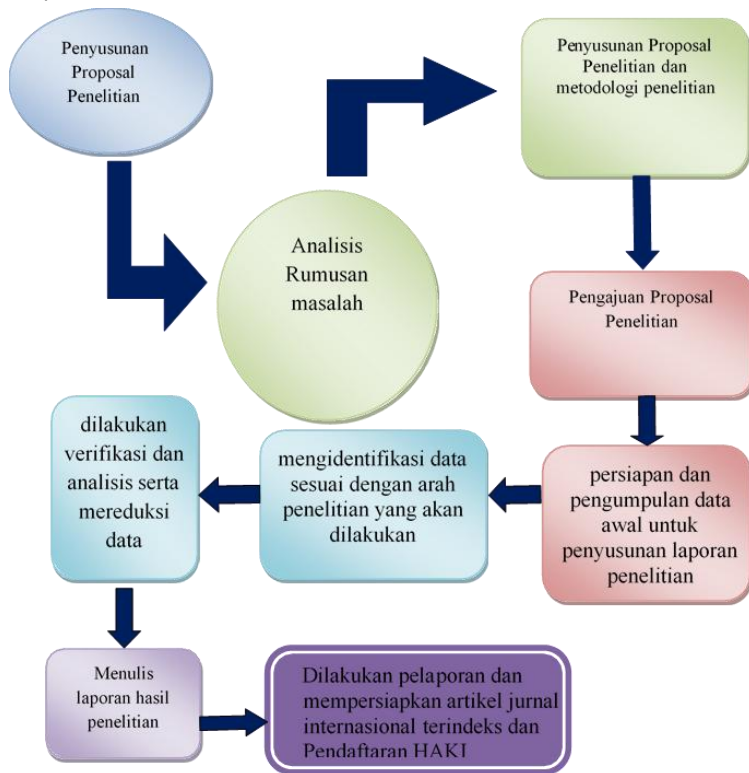 Penyusunan
Proposal
Penelitian
Analisis
Rumusan
masalah
Penyusunan Proposal
Penelitian dan
metodologi penelitian
Pengajuan Proposal
Penelitian
persiapan dan
pengumpulan data
awal untuk
penyusunan laporan
penelitian
mengidentifikasi data
sesuai dengan arah
penelitian yang akan
dilakukan
dilakukan
verifikasi dan
analisis serta
mereduksi
data
Menulis
laporan hasil
penelitian
Dilakukan pelaporan dan
mempersiapkan artikel jurnal
internasional terindeks dan
Pendaftaran HAKI